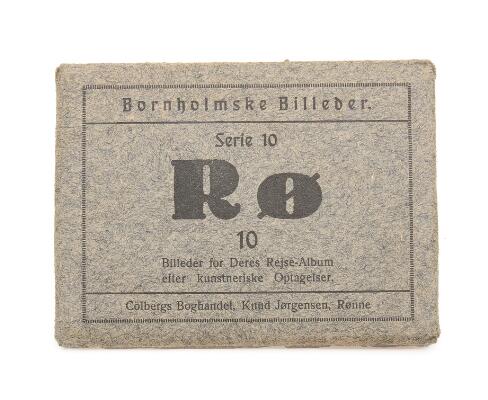 Bornholmske Billeder.
Serie 10
Rø
10
Billeder for Deres Rejse-Album
efter kunstneriske Optagelser.
Colbergs Boghandel, Knud Jørgensen, Rønne